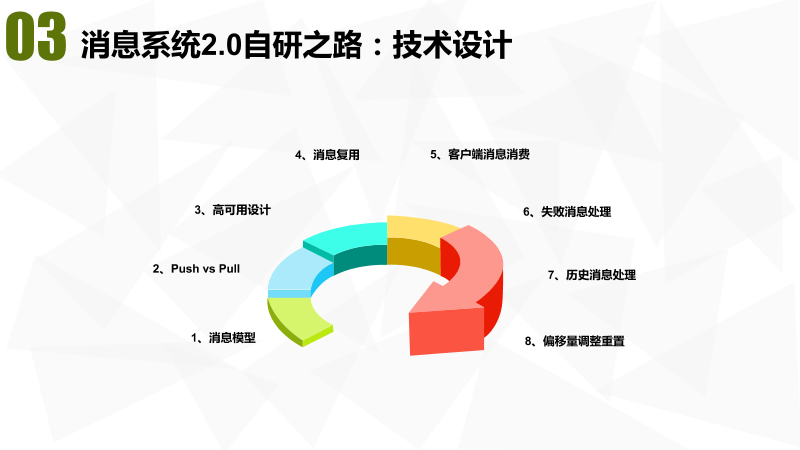 03 消息系统2.0自研之路：技术设计
4、消息复用
5、客户端消息消费
3、高可用设计
6、失败消息处理
2、Push vs Pull
7、历史消息处理
1、消息模型
8、偏移量调整重置